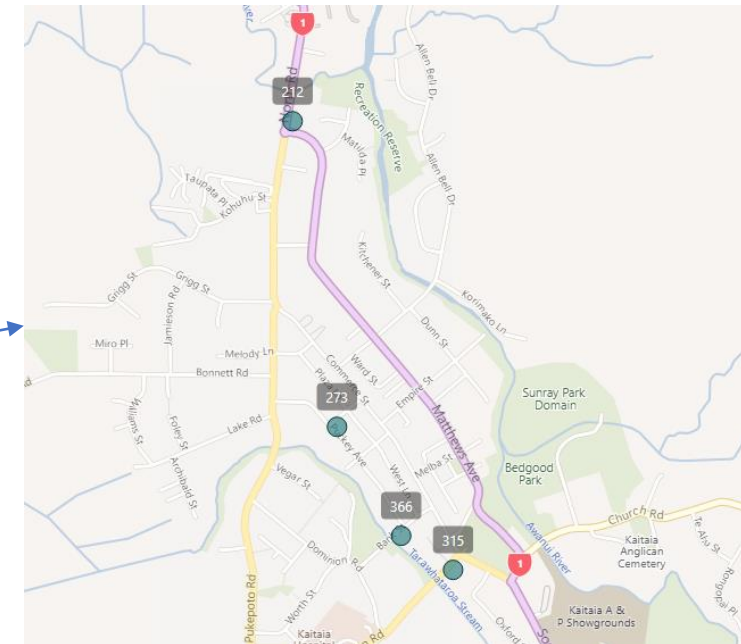 1
Allen Bell Dr
212
North Rd
Recreation Reserve
Matilda Pl
Allen Bell Dr
Taupata Pl
Kohuhu St
Kitchener St
Grigg St
Grigg St
Jamieson Rd
Korimako Ln
Dunn St
Miro Pl
Melody Ln
Bonnett Rd
Ward St
Commerce St
Empire St
Sunray Park
Domain
273
Matthews Ave
Williams St
Foley St
Lake Rd
Archibald St
Melba St
Bedgood
Park
Vegar St
366
Church Rd
Te Ahu St
Kaitaia
Anglican
Cemetery
315
Awanui River
1
Dominion Rd
Tarawhataroa Stream
Worth St
Pukepoto Rd
Kaitaia A &
P Showgrounds
Kaitaia